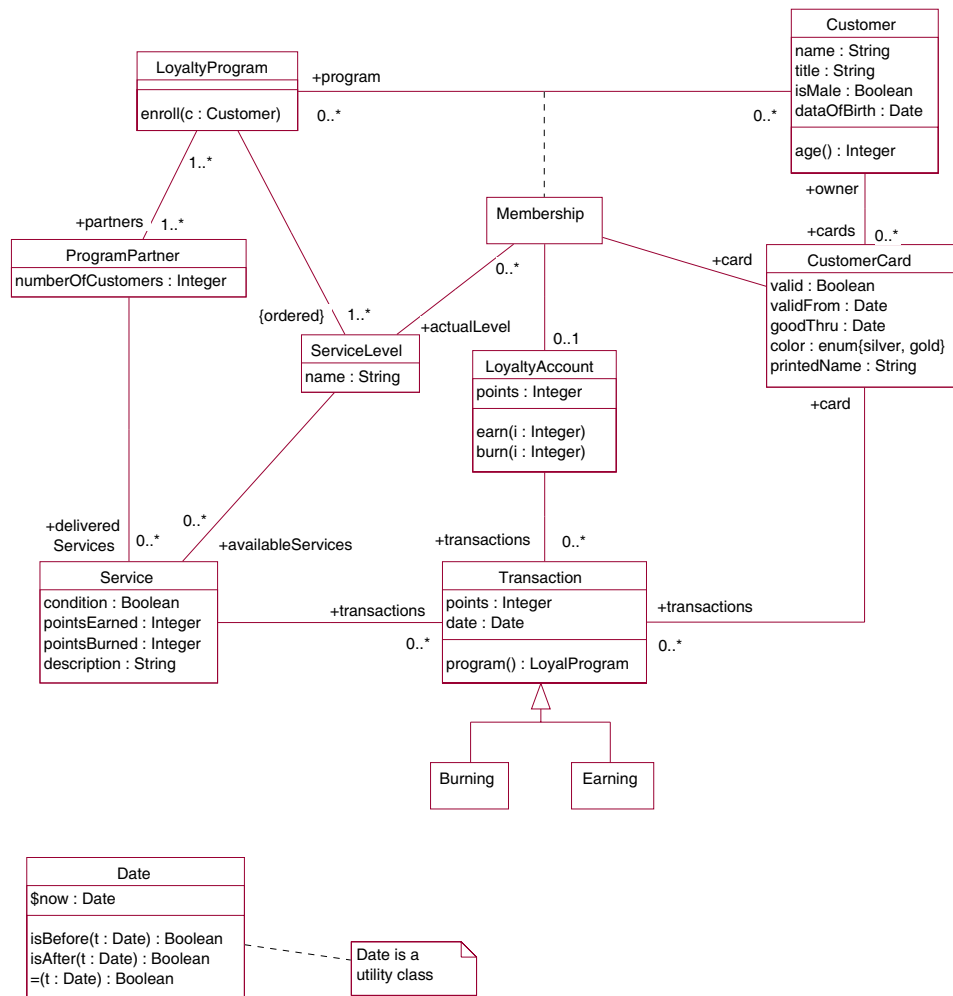 Customer
name : String
title : String
isMale : Boolean
dataOfBirth : Date
age() : Integer
LoyaltyProgram
enroll(c : Customer)
+program
0..*
0..*
1..*
+partners
1..*
ProgramPartner
numberOfCustomers : Integer
{ordered}
1..*
Membership
0..*
+actualLevel
+card
+owner
+cards
0..*
CustomerCard
valid : Boolean
validFrom : Date
goodThru : Date
color : enum{silver, gold}
printedName : String
+card
ServiceLevel
name : String
0..1
LoyaltyAccount
points : Integer
earn(i : Integer)
burn(i : Integer)
+delivered
Services
0..*
0..*
+availableServices
+transactions
0..*
Service
condition : Boolean
pointsEarned : Integer
pointsBurned : Integer
description : String
+transactions
0..*
Transaction
points : Integer
date : Date
program() : LoyalProgram
+transactions
0..*
Burning
Earning
Date
$now : Date
isBefore(t : Date) : Boolean
isAfter(t : Date) : Boolean
=(t : Date) : Boolean
Date is a
utility class